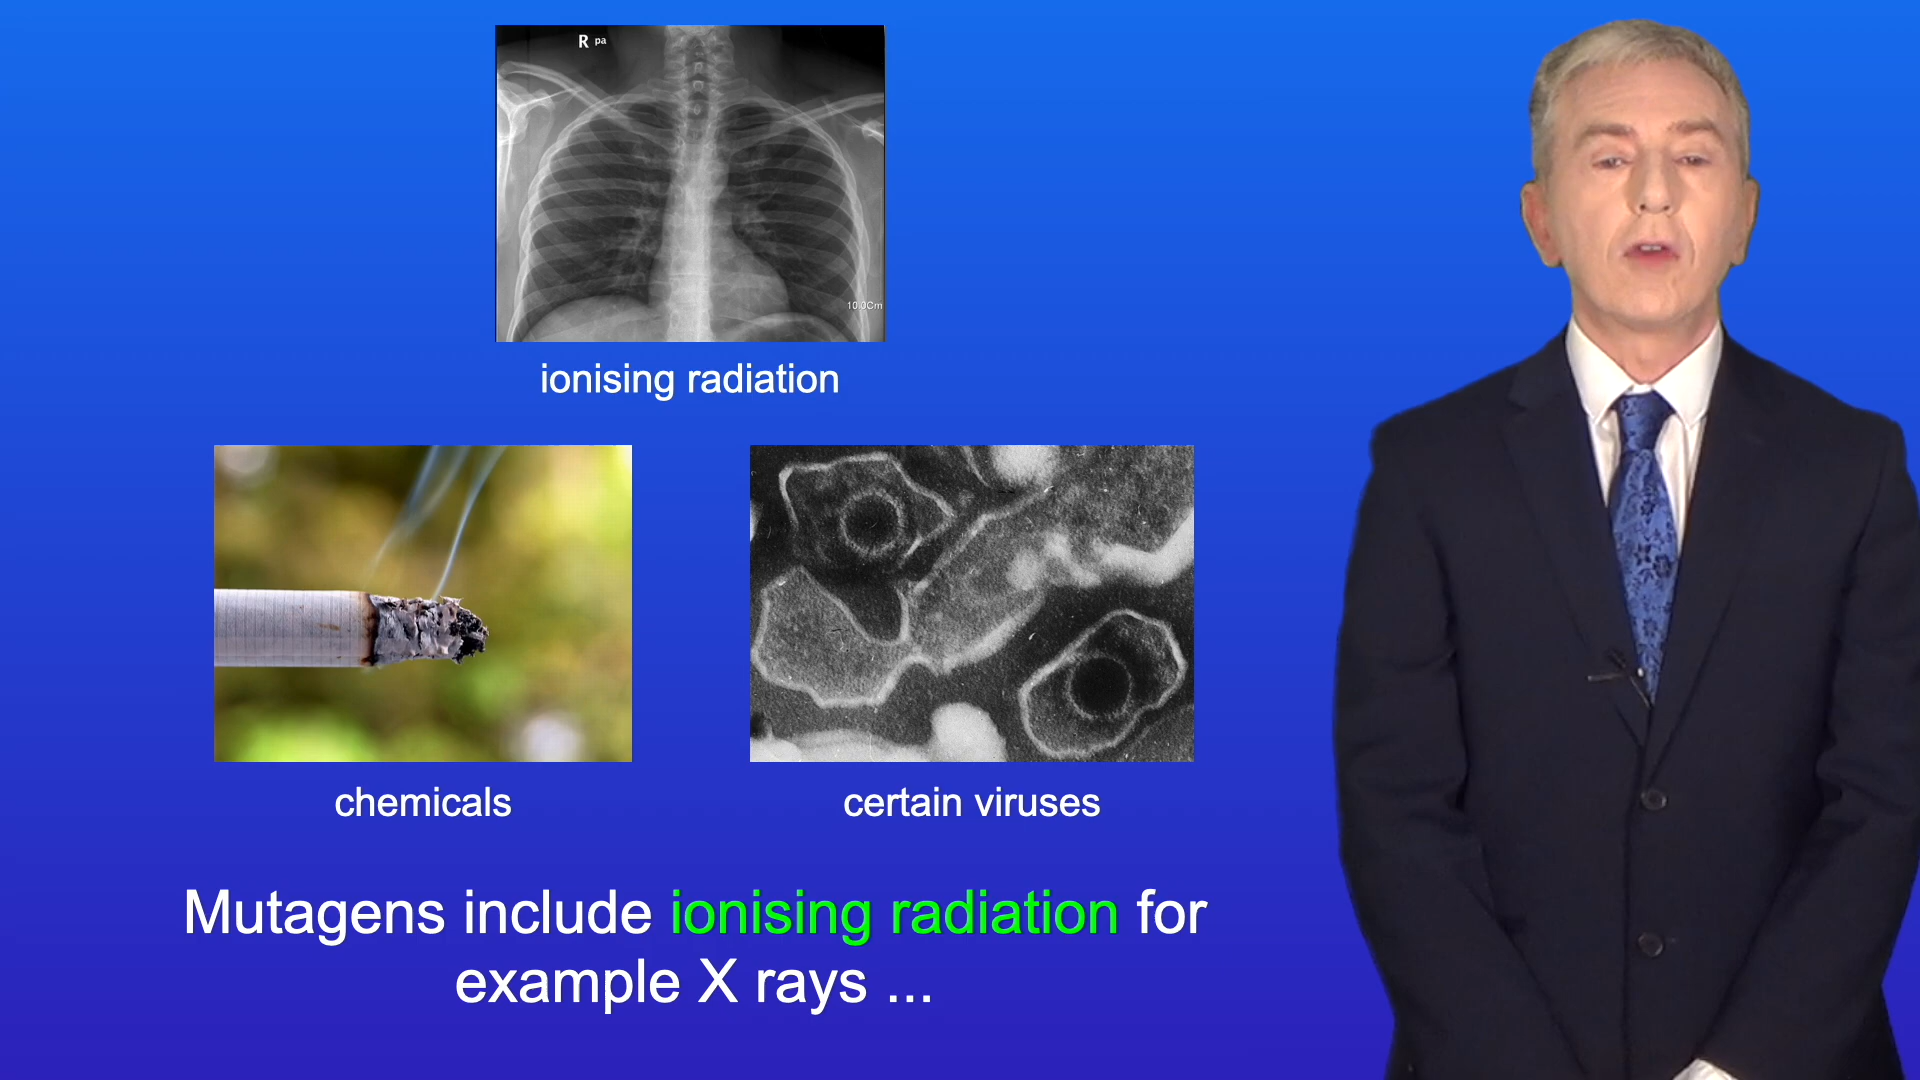 R pa
10.0Cm
ionising radiation
chemicals
certain viruses
Mutagens include ionising radiation for
example X rays ...